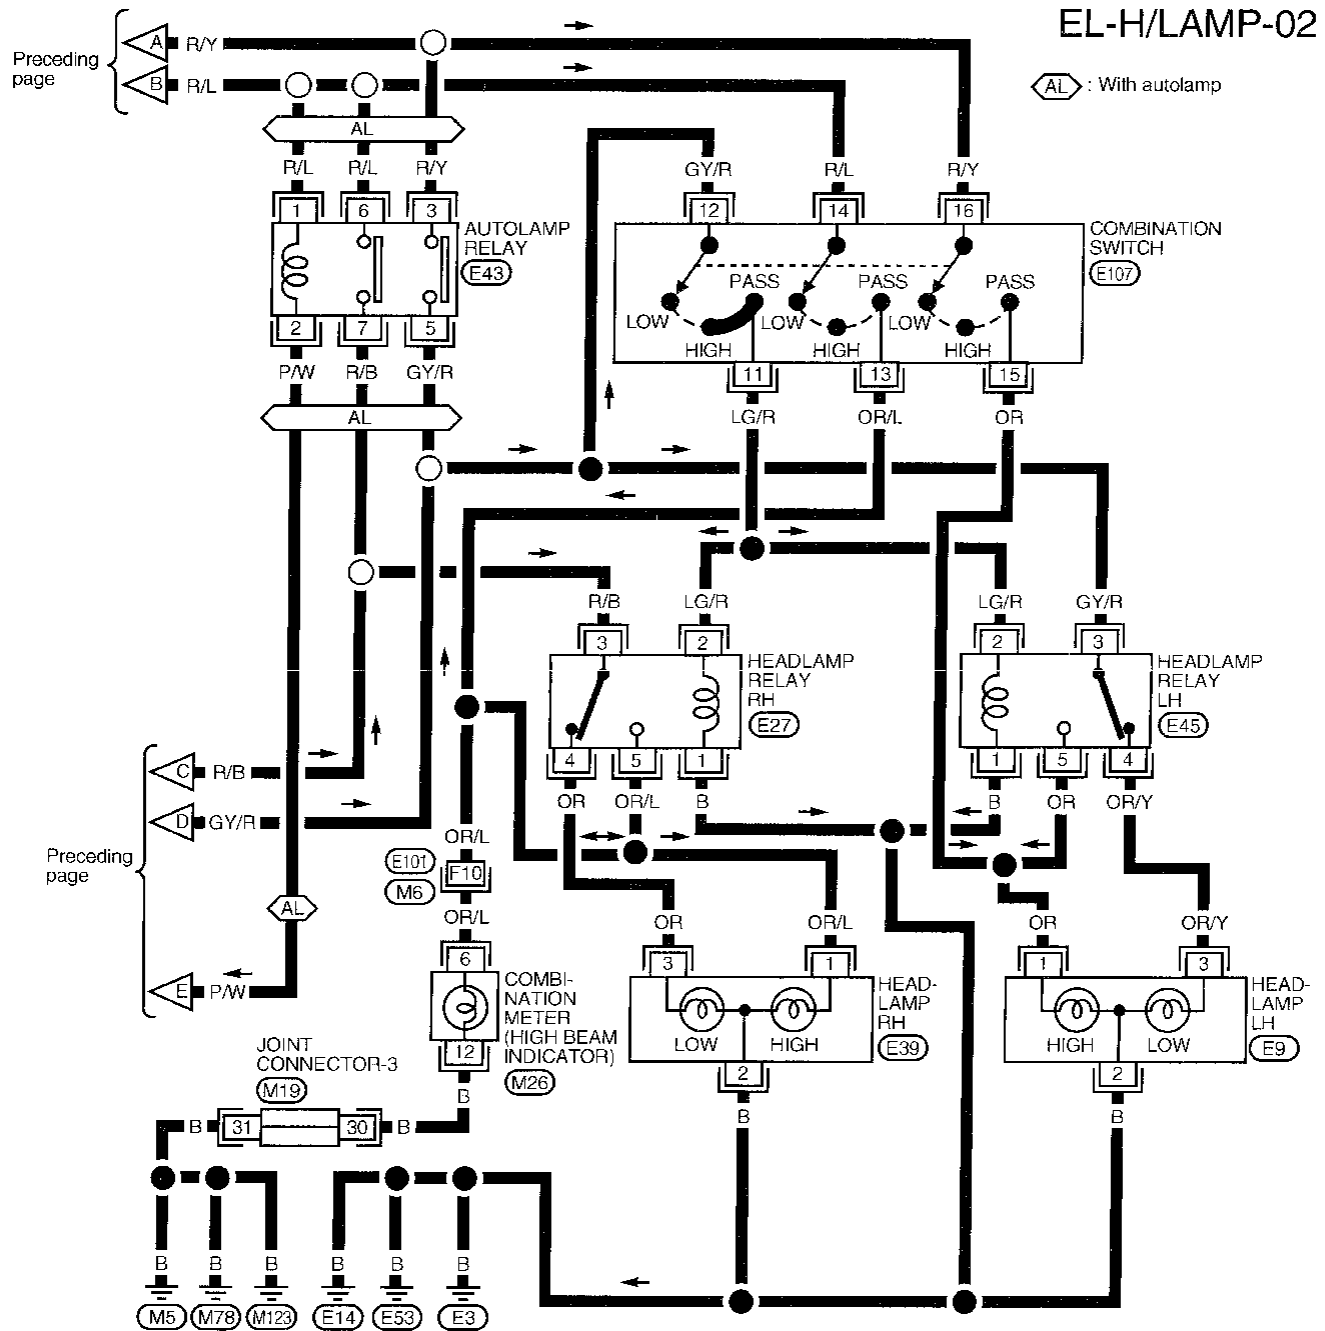 EL-H/LAMP-02
Preceding
page
A R/Y
B R/L
AL : With autolamp
AL
R/L R/L R/Y
GY/R R/L R/Y
1 6 3
12 14 16
AUTOLAMP
RELAY
E43
COMBINATION
SWITCH
E107
PASS PASS PASS
LOW LOW LOW
HIGH HIGH HIGH
2 7 5
P/W R/B GY/R
11 13 15
LG/R OR/L OR
AL
R/B LG/R LG/R GY/R
3 2 2 3
HEADLAMP
RELAY
RH
E27
HEADLAMP
RELAY
LH
E45
4 5 1 1 5 4
OR OR/L B B OR OR/Y
C R/B
D GY/R
Preceding
page
OR/L
E101
M6
F10
OR/L
AL
E P/W
OR OR/L OR OR/Y
6
3 1 1 3
COMBI-
NATION
METER
(HIGH BEAM
INDICATOR)
M26
12
HEAD-
LAMP
RH
E39
HEAD-
LAMP
LH
E9
LOW HIGH HIGH LOW
2 2
B B B
JOINT
CONNECTOR-3
M19
B 31 30 B
B B B B B B
M5 M78 M123 E14 E53 E3